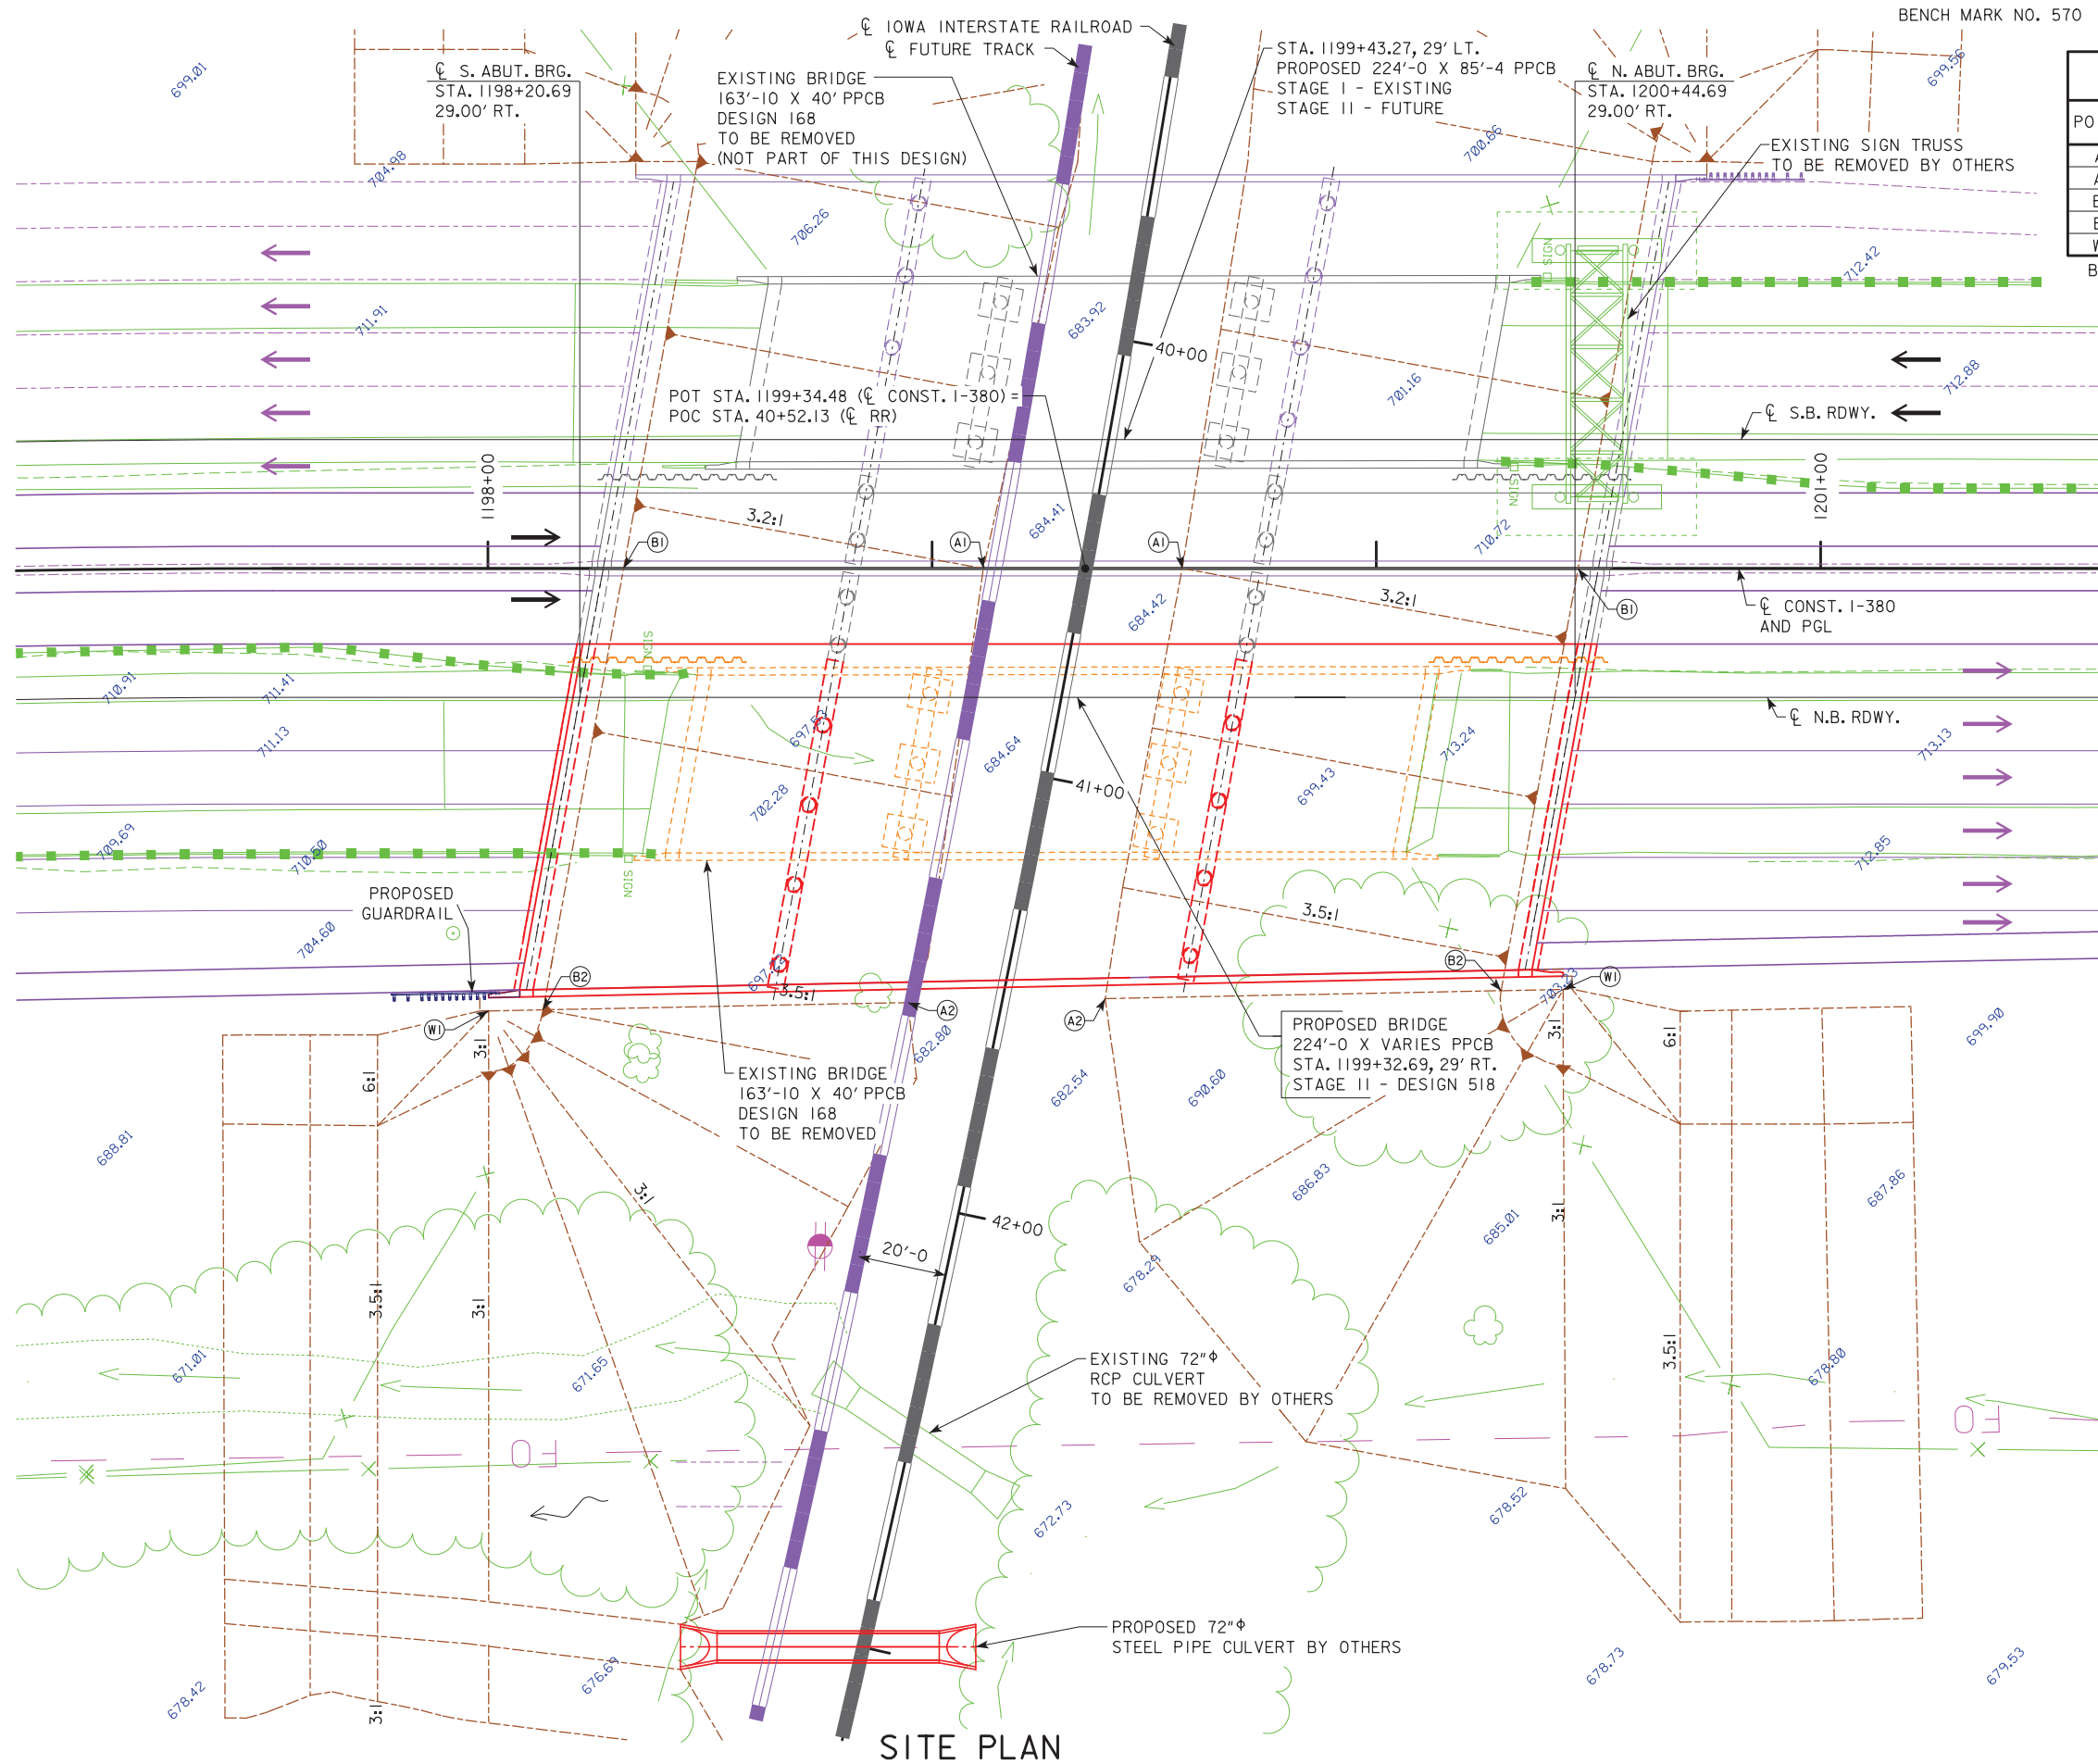 BENCH MARK NO. 570
℄ IOWA INTERSTATE RAILROAD
℄ FUTURE TRACK
℄ S. ABUT. BRG.
STA. 1198+20.69
29.00' RT.
EXISTING BRIDGE
163'-10 X 40' PPCB
DESIGN 168
TO BE REMOVED
(NOT PART OF THIS DESIGN)
STA. 1199+43.27, 29' LT.
PROPOSED 224'-0 X 85'-4 PPCB
STAGE I - EXISTING
STAGE II - FUTURE
℄ N. ABUT. BRG.
STA. 1200+44.69
29.00' RT.
EXISTING SIGN TRUSS
TO BE REMOVED BY OTHERS
PO
699.01
699.56
704.98
700.66
706.26
712.42
SIGN
711.91
683.92
40+00
701.16
712.88
POT STA. 1199+34.48 (℄ CONST. I-380) =
POC STA. 40+52.13 (℄ RR)
℄ S.B. RDWY.
1198+00
1201+00
SIGN
3.2:1
684.41
710.72
B1
A1
A1
3.2:1
B1
684.42
℄ CONST. I-380
AND PGL
SIGN
710.91
711.41
711.13
697.53
684.64
713.24
713.13
℄ N.B. RDWY.
702.28
41+00
699.43
709.69
710.50
712.85
SIGN
PROPOSED
GUARDRAIL
704.60
3.5:1
B2
B2
W1
3.5:1
W1
A2
A2
682.80
3:1
6:1
3:1
6:1
699.90
EXISTING BRIDGE
163'-10 X 40' PPCB
DESIGN 168
TO BE REMOVED
PROPOSED BRIDGE
224'-0 X VARIES PPCB
STA. 1199+32.69, 29' RT.
STAGE II - DESIGN 518
682.54
690.60
688.81
686.83
687.86
3:1
3:1
685.01
42+00
20'-0
678.29
3.5:1
3:1
3.5:1
671.01
671.65
678.80
EXISTING 72"ϕ
RCP CULVERT
TO BE REMOVED BY OTHERS
FO
FO
672.73
678.52
PROPOSED 72"ϕ
STEEL PIPE CULVERT BY OTHERS
678.42
676.69
678.73
679.53
3:1
SITE PLAN